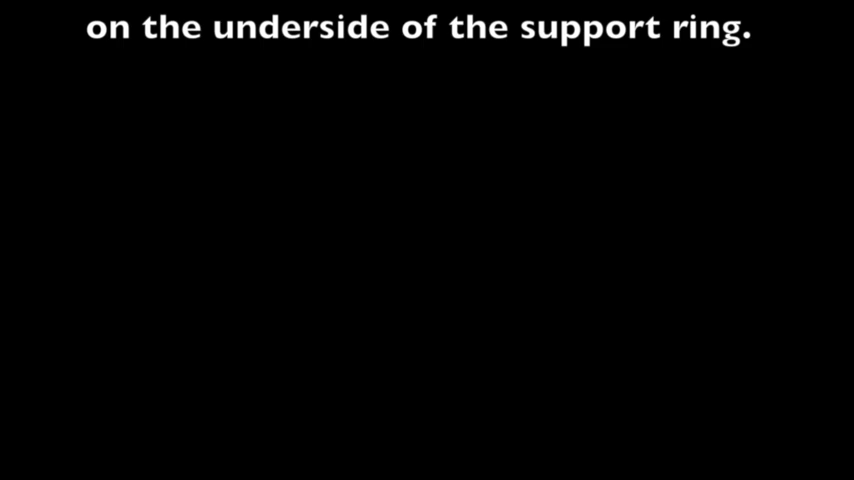 on the underside of the support ring.